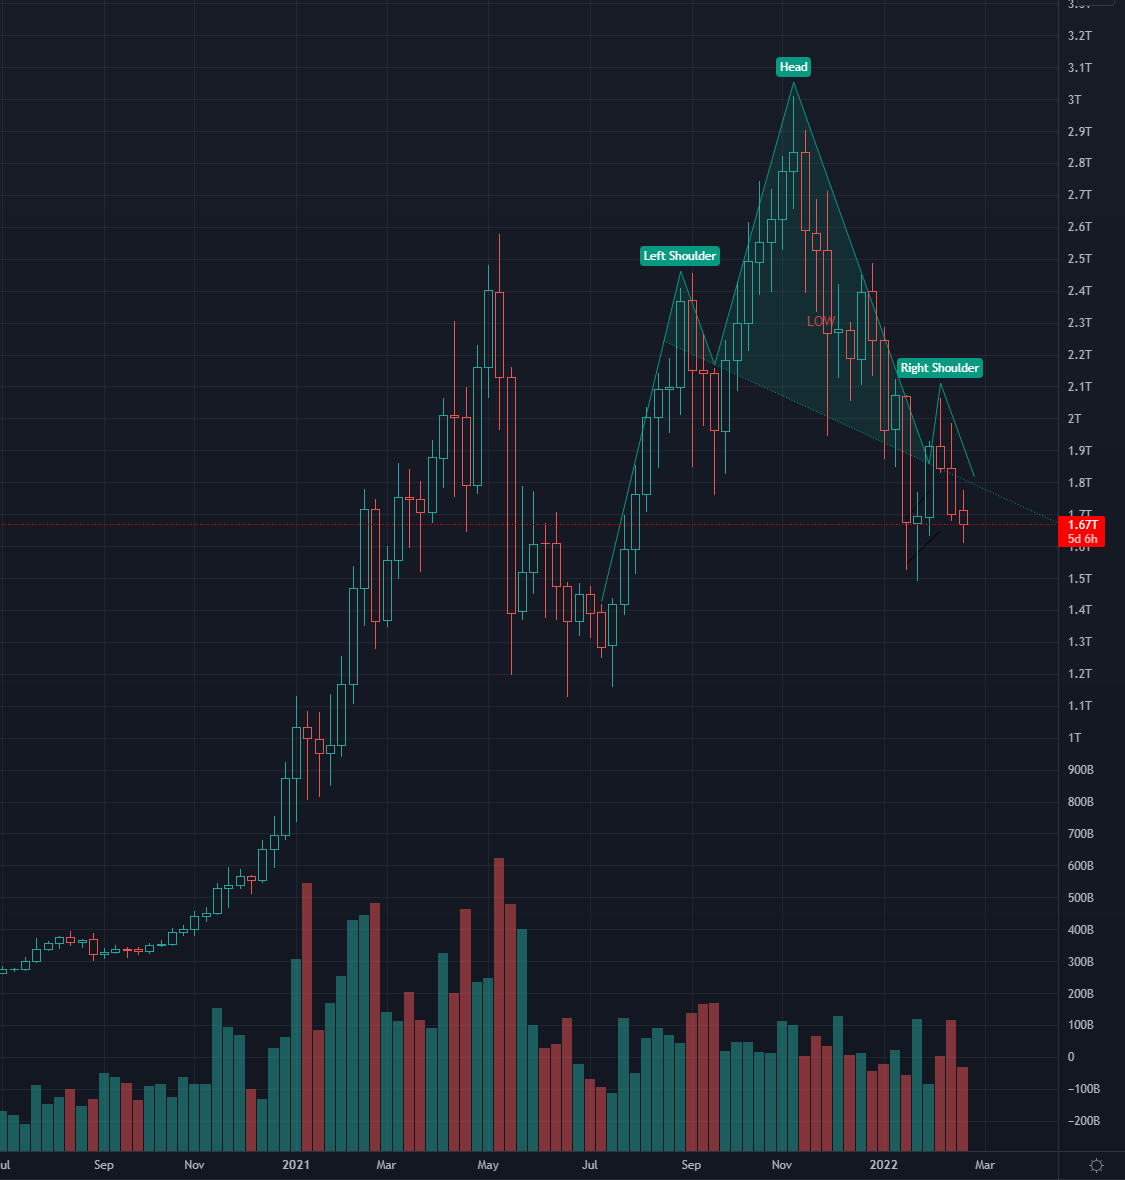 3.2T
Head
3.1T
3T
2.9T
2.8T
2.7T
2.6T
Left Shoulder
2.5T
2.4T
LOW
2.3T
2.2T
Right Shoulder
2.1T
2T
1.9T
1.8T
1.7T
1.67T
5d 6h
1.5T
1.4T
1.3T
1.2T
1.1T
1T
900B
800B
700B
600B
500B
400B
300B
200B
100B
0
−100B
−200B
ul Sep Nov 2021 Mar May Jul Sep Nov 2022 Mar